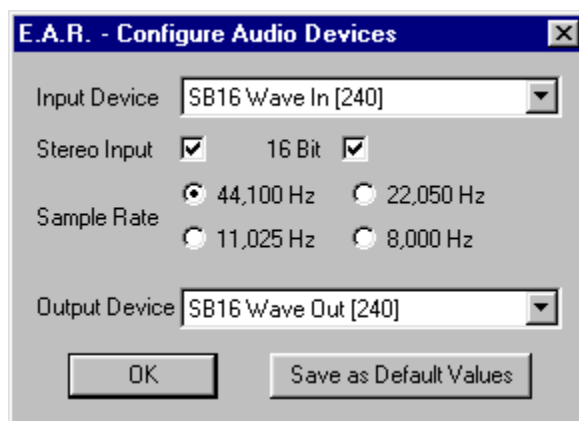 E.A.R. - Configure Audio Devices
Input Device SB16 Wave In [240]
Stereo Input 16 Bit
44,100 Hz 22,050 Hz
Sample Rate
11,025 Hz 8,000 Hz
Output Device SB16 Wave Out [240]
OK Save as Default Values